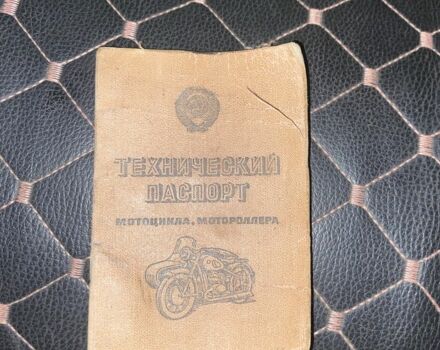 ТЕХНИЧЕСКИЙ
ПАСПОРТ
МОТОЦИКЛА, МОТОРОЛЛЕРА